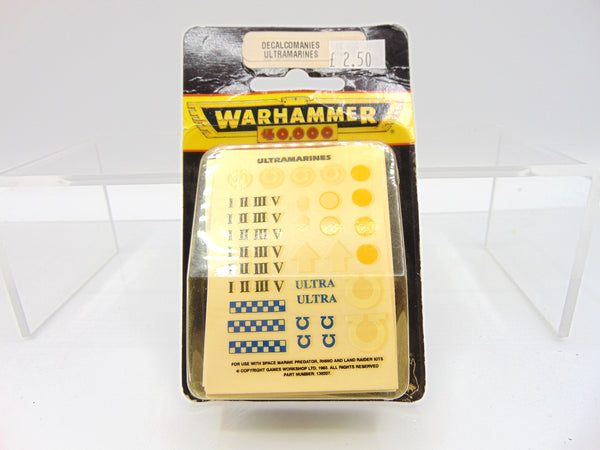 DECALCOMANIES
ULTRAMARINES
£ 2.50
WARHAMMER
40,000
ULTRAMARINES
I II III V
I II III V
I II III V
I II III V
I II III V
I II III V
ULTRA
ULTRA
FOR USE WITH SPACE MARINE PREDATOR, RHINO AND LAND RAIDER KITS
© COPYRIGHT GAMES WORKSHOP LTD. 1993. ALL RIGHTS RESERVED
PART NUMBER: